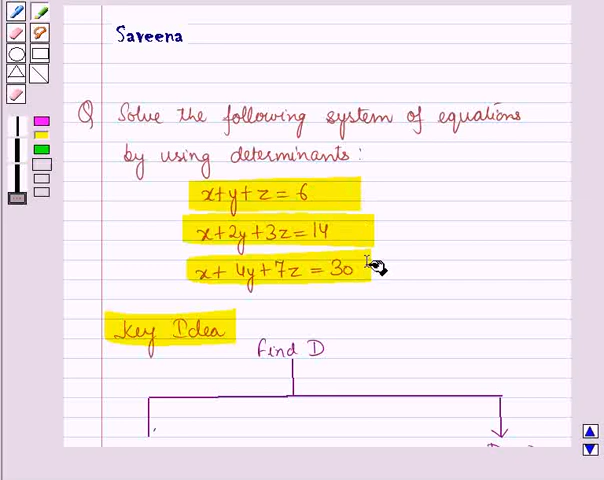 Saveena
Q Solve the following system of equations
by using determinants:
x+y+z=6
x+2y+3z=14
x+4y+7z=30
Key Idea
Find D